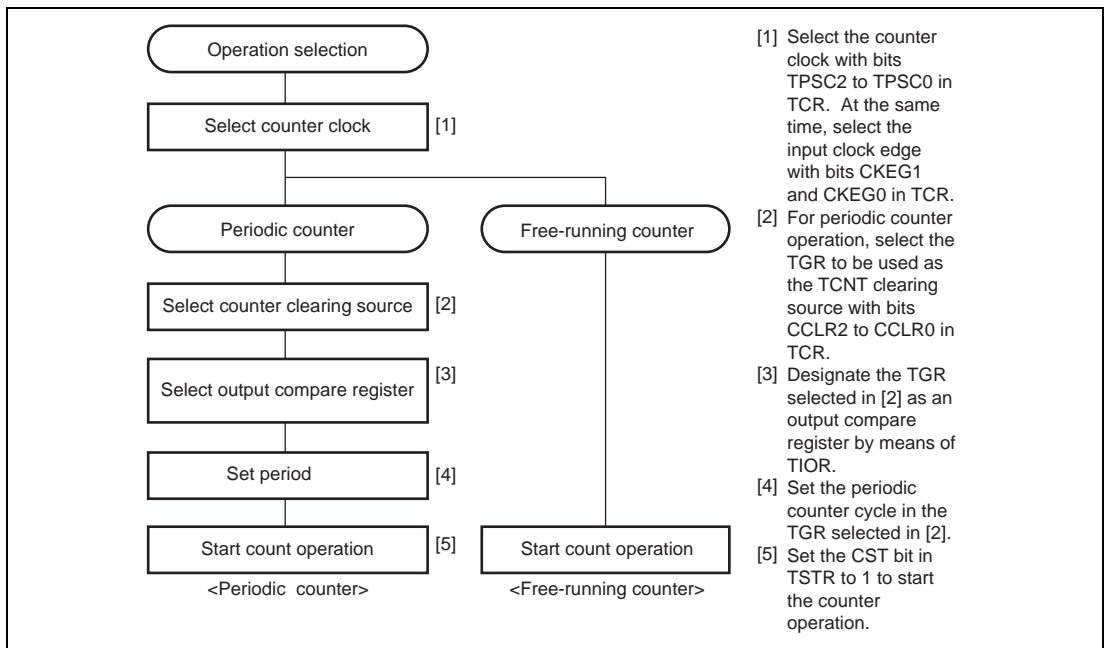 Operation selection
Select counter clock
[1]
Periodic counter
Free-running counter
Select counter clearing source
[2]
Select output compare register
[3]
Set period
[4]
Start count operation
[5]
Start count operation
<Periodic counter>
<Free-running counter>
[1] Select the counter
clock with bits
TPSC2 to TPSC0 in
TCR. At the same
time, select the
input clock edge
with bits CKEG1
and CKEG0 in TCR.
[2] For periodic counter
operation, select the
TGR to be used as
the TCNT clearing
source with bits
CCLR2 to CCLR0 in
TCR.
[3] Designate the TGR
selected in [2] as an
output compare
register by means of
TIOR.
[4] Set the periodic
counter cycle in the
TGR selected in [2].
[5] Set the CST bit in
TSTR to 1 to start
the counter
operation.